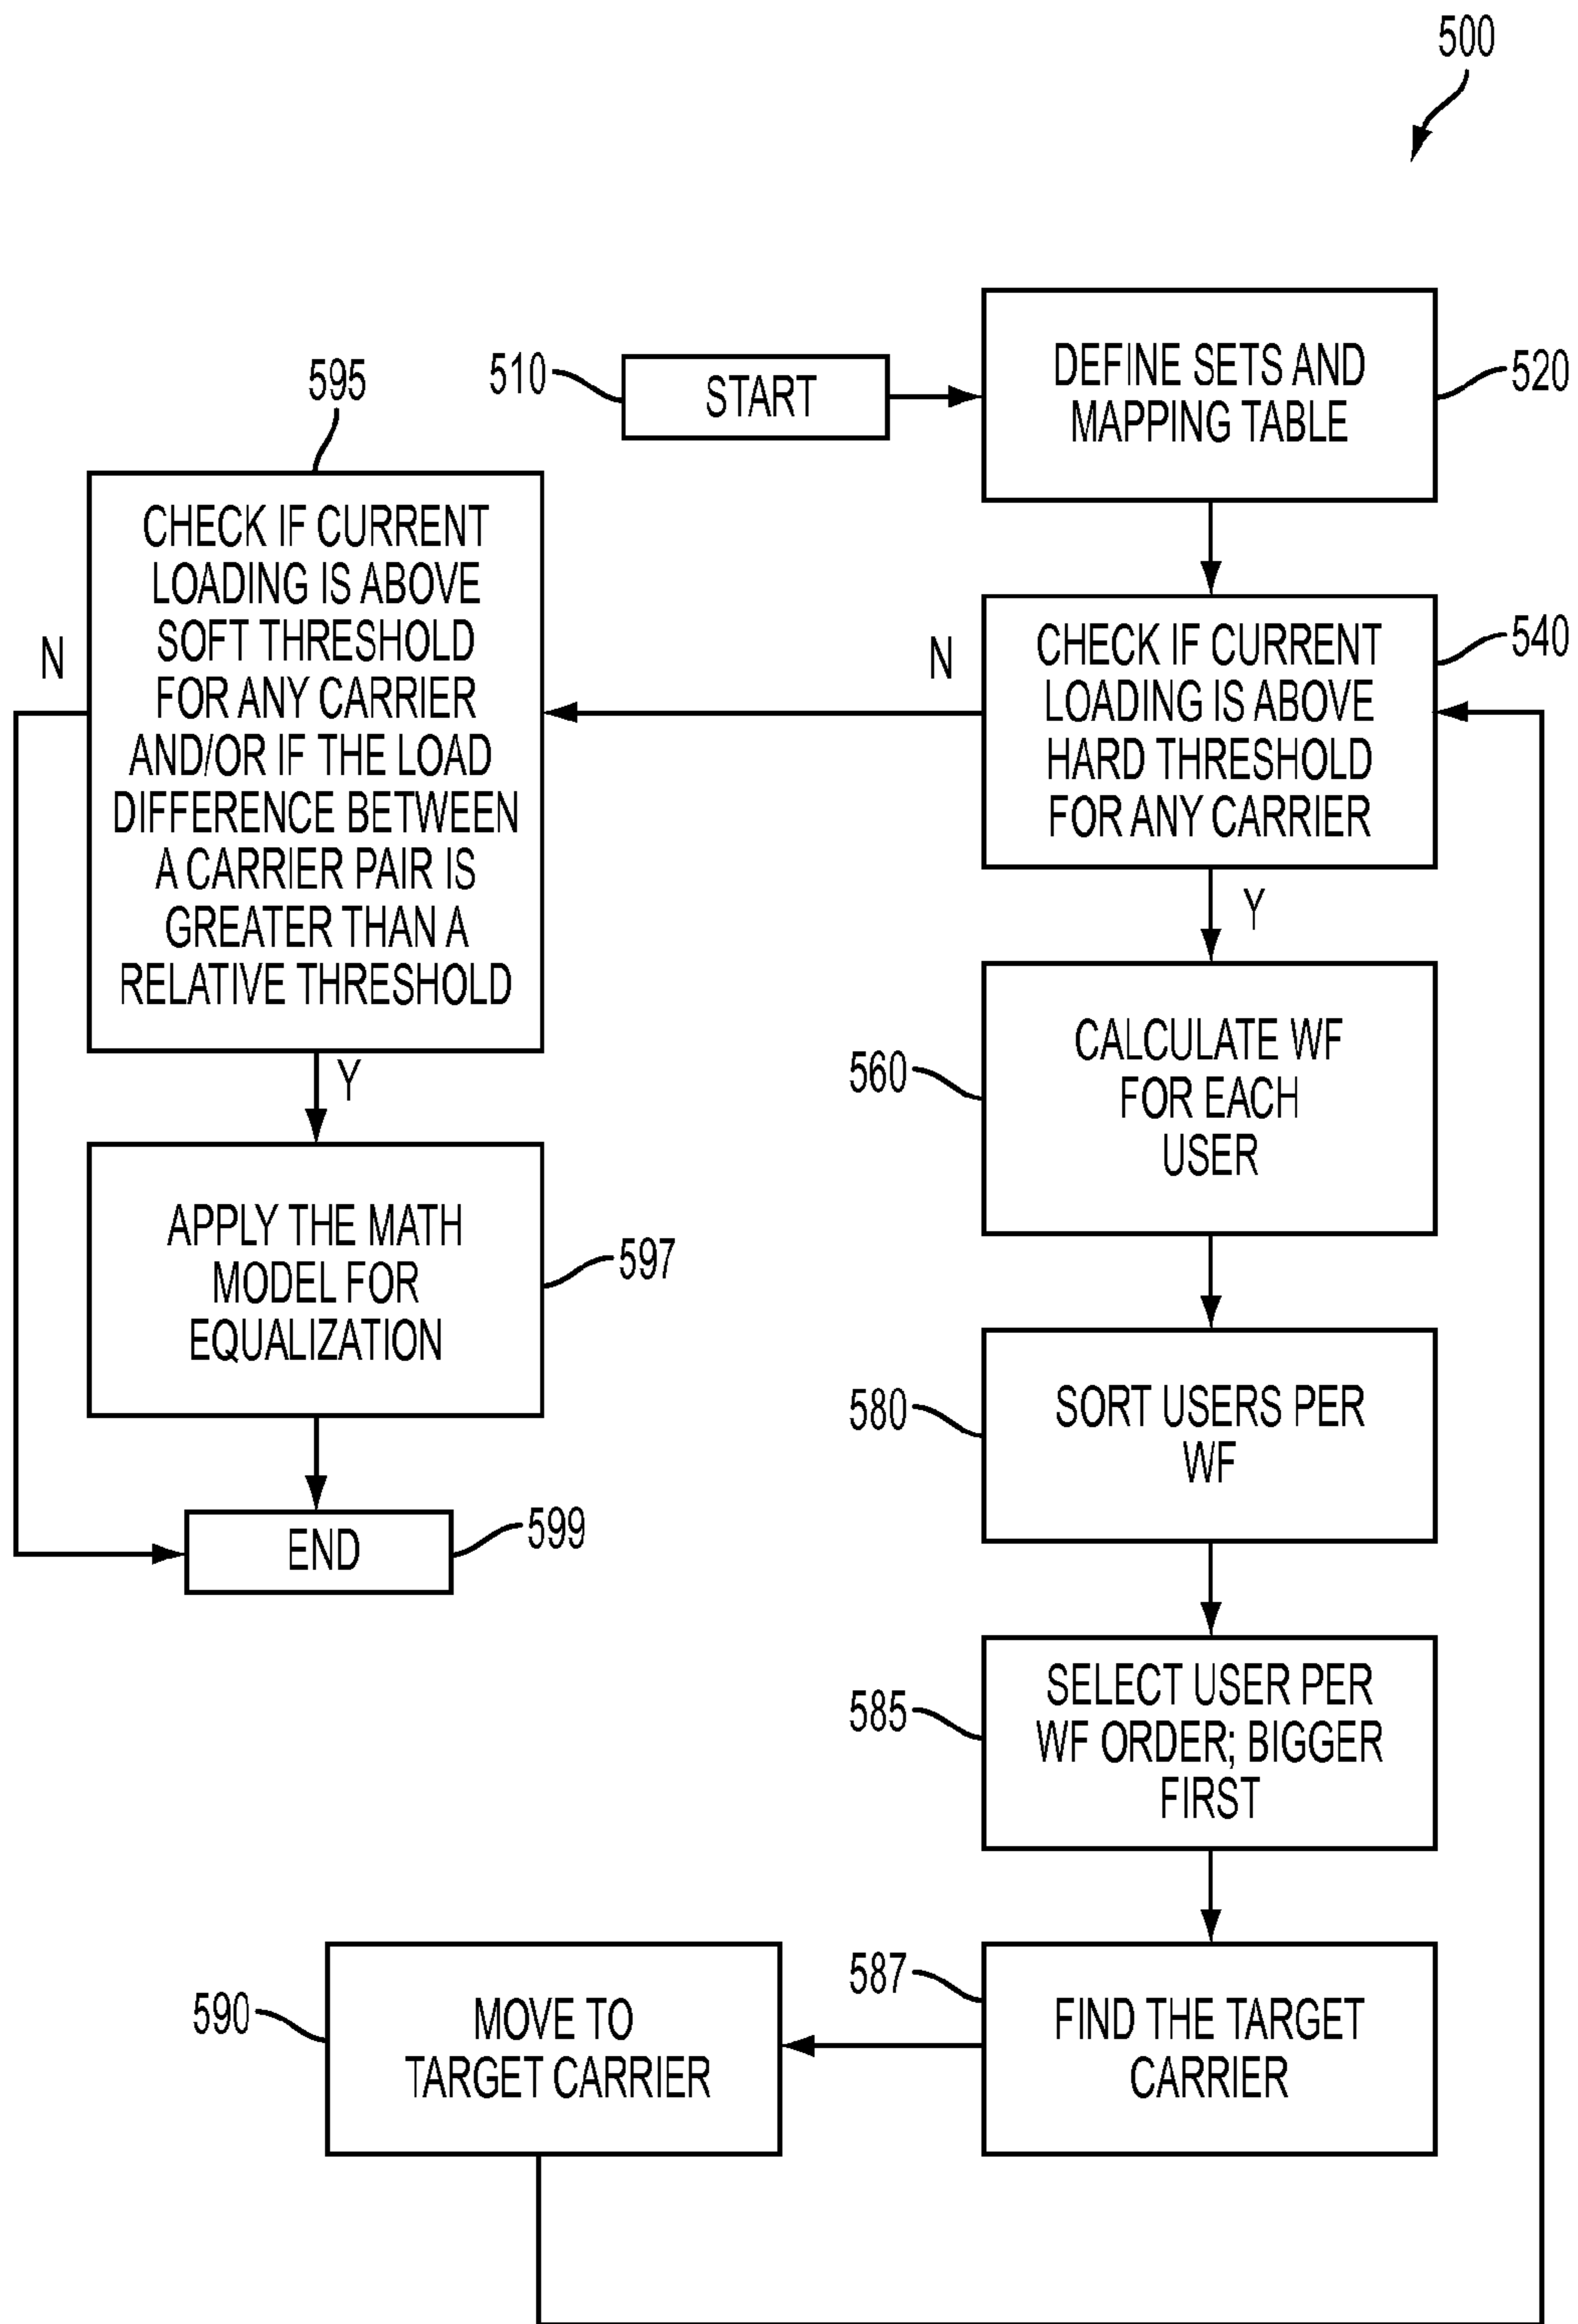 500
510
START
DEFINE SETS AND
MAPPING TABLE
520
595
CHECK IF CURRENT
LOADING IS ABOVE
SOFT THRESHOLD
FOR ANY CARRIER
AND/OR IF THE LOAD
DIFFERENCE BETWEEN
A CARRIER PAIR IS
GREATER THAN A
RELATIVE THRESHOLD
N
N
CHECK IF CURRENT
LOADING IS ABOVE
HARD THRESHOLD
FOR ANY CARRIER
540
Y
Y
560
CALCULATE WF
FOR EACH
USER
APPLY THE MATH
MODEL FOR
EQUALIZATION
597
580
SORT USERS PER
WF
END
599
585
SELECT USER PER
WF ORDER; BIGGER
FIRST
587
FIND THE TARGET
CARRIER
590
MOVE TO
TARGET CARRIER